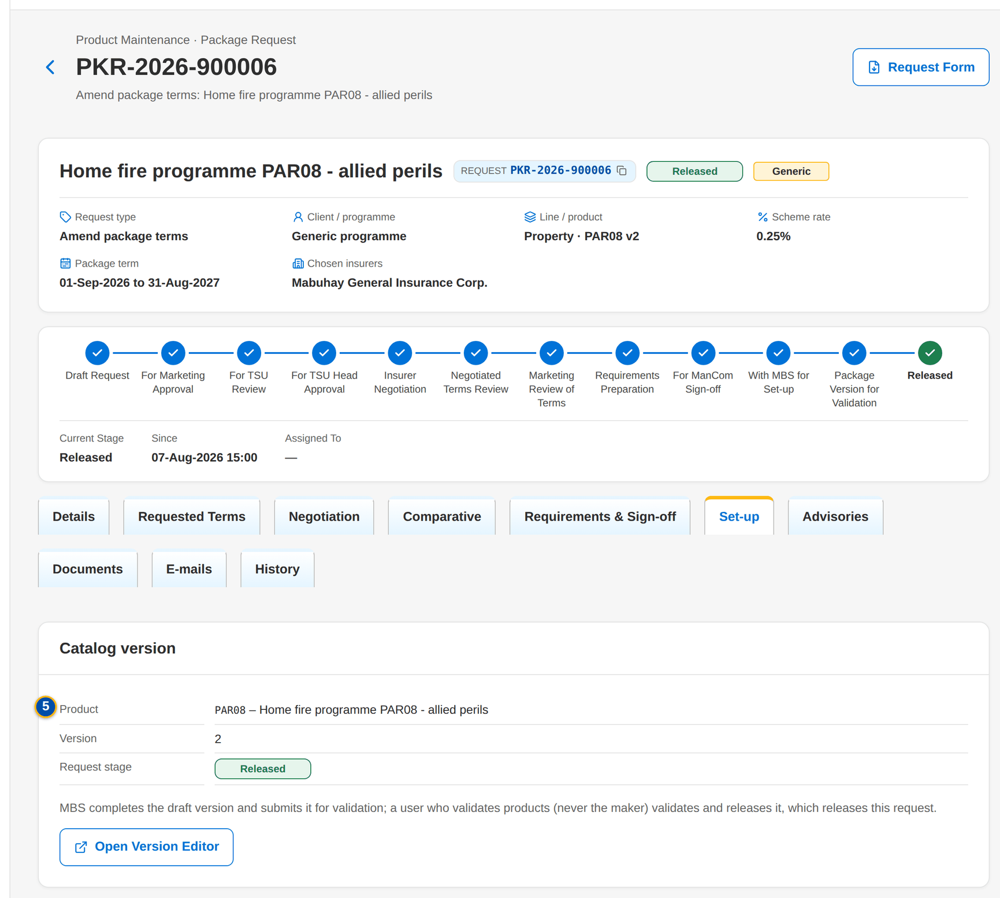 Product Maintenance · Package Request
PKR-2026-900006
Request Form
Amend package terms: Home fire programme PAR08 - allied perils
Home fire programme PAR08 - allied perils
REQUEST PKR-2026-900006
Released
Generic
Request type
Client / programme
Line / product
Scheme rate
Amend package terms
Generic programme
Property · PAR08 v2
0.25%
Package term
Chosen insurers
01-Sep-2026 to 31-Aug-2027
Mabuhay General Insurance Corp.
Draft Request
For Marketing Approval
For TSU Review
For TSU Head Approval
Insurer Negotiation
Negotiated Terms Review
Marketing Review of Terms
Requirements Preparation
For ManCom Sign-off
With MBS for Set-up
Package Version for Validation
Released
Current Stage
Since
Assigned To
Released
07-Aug-2026 15:00
—
Details
Requested Terms
Negotiation
Comparative
Requirements & Sign-off
Set-up
Advisories
Documents
E-mails
History
Catalog version
5
Product
PAR08 – Home fire programme PAR08 - allied perils
Version
2
Request stage
Released
MBS completes the draft version and submits it for validation; a user who validates products (never the maker) validates and releases it, which releases this request.
Open Version Editor